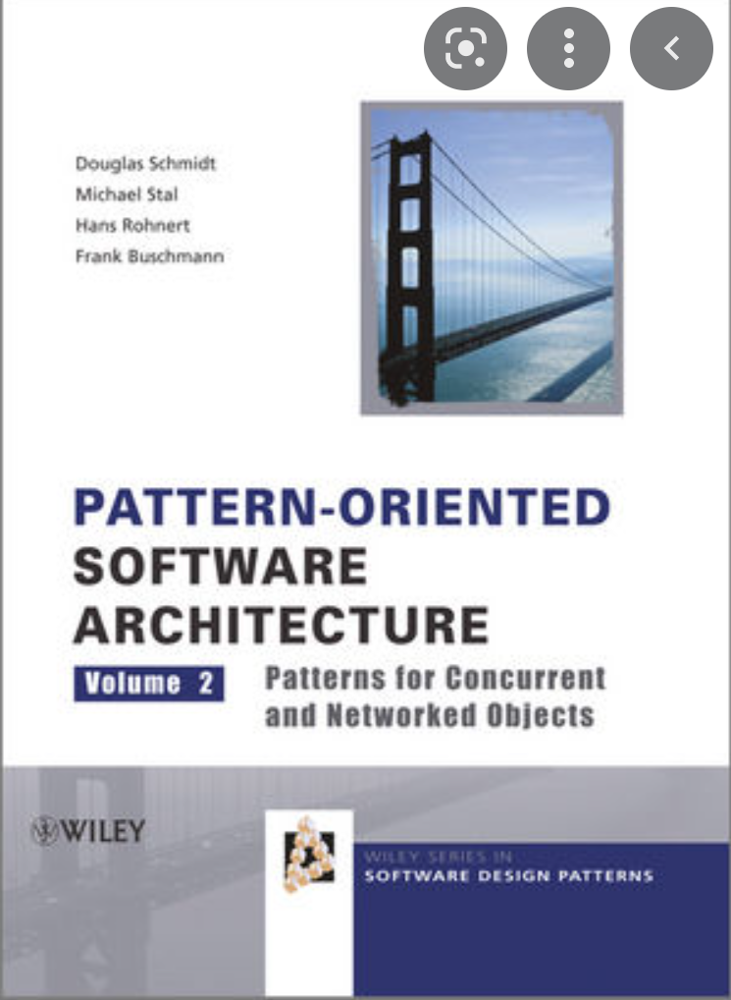 Douglas Schmidt
Michael Stal
Hans Rohnert
Frank Buschmann
PATTERN-ORIENTED
SOFTWARE
ARCHITECTURE
Volume 2
Patterns for Concurrent
and Networked Objects
WILEY
WILEY SERIES IN
SOFTWARE DESIGN PATTERNS